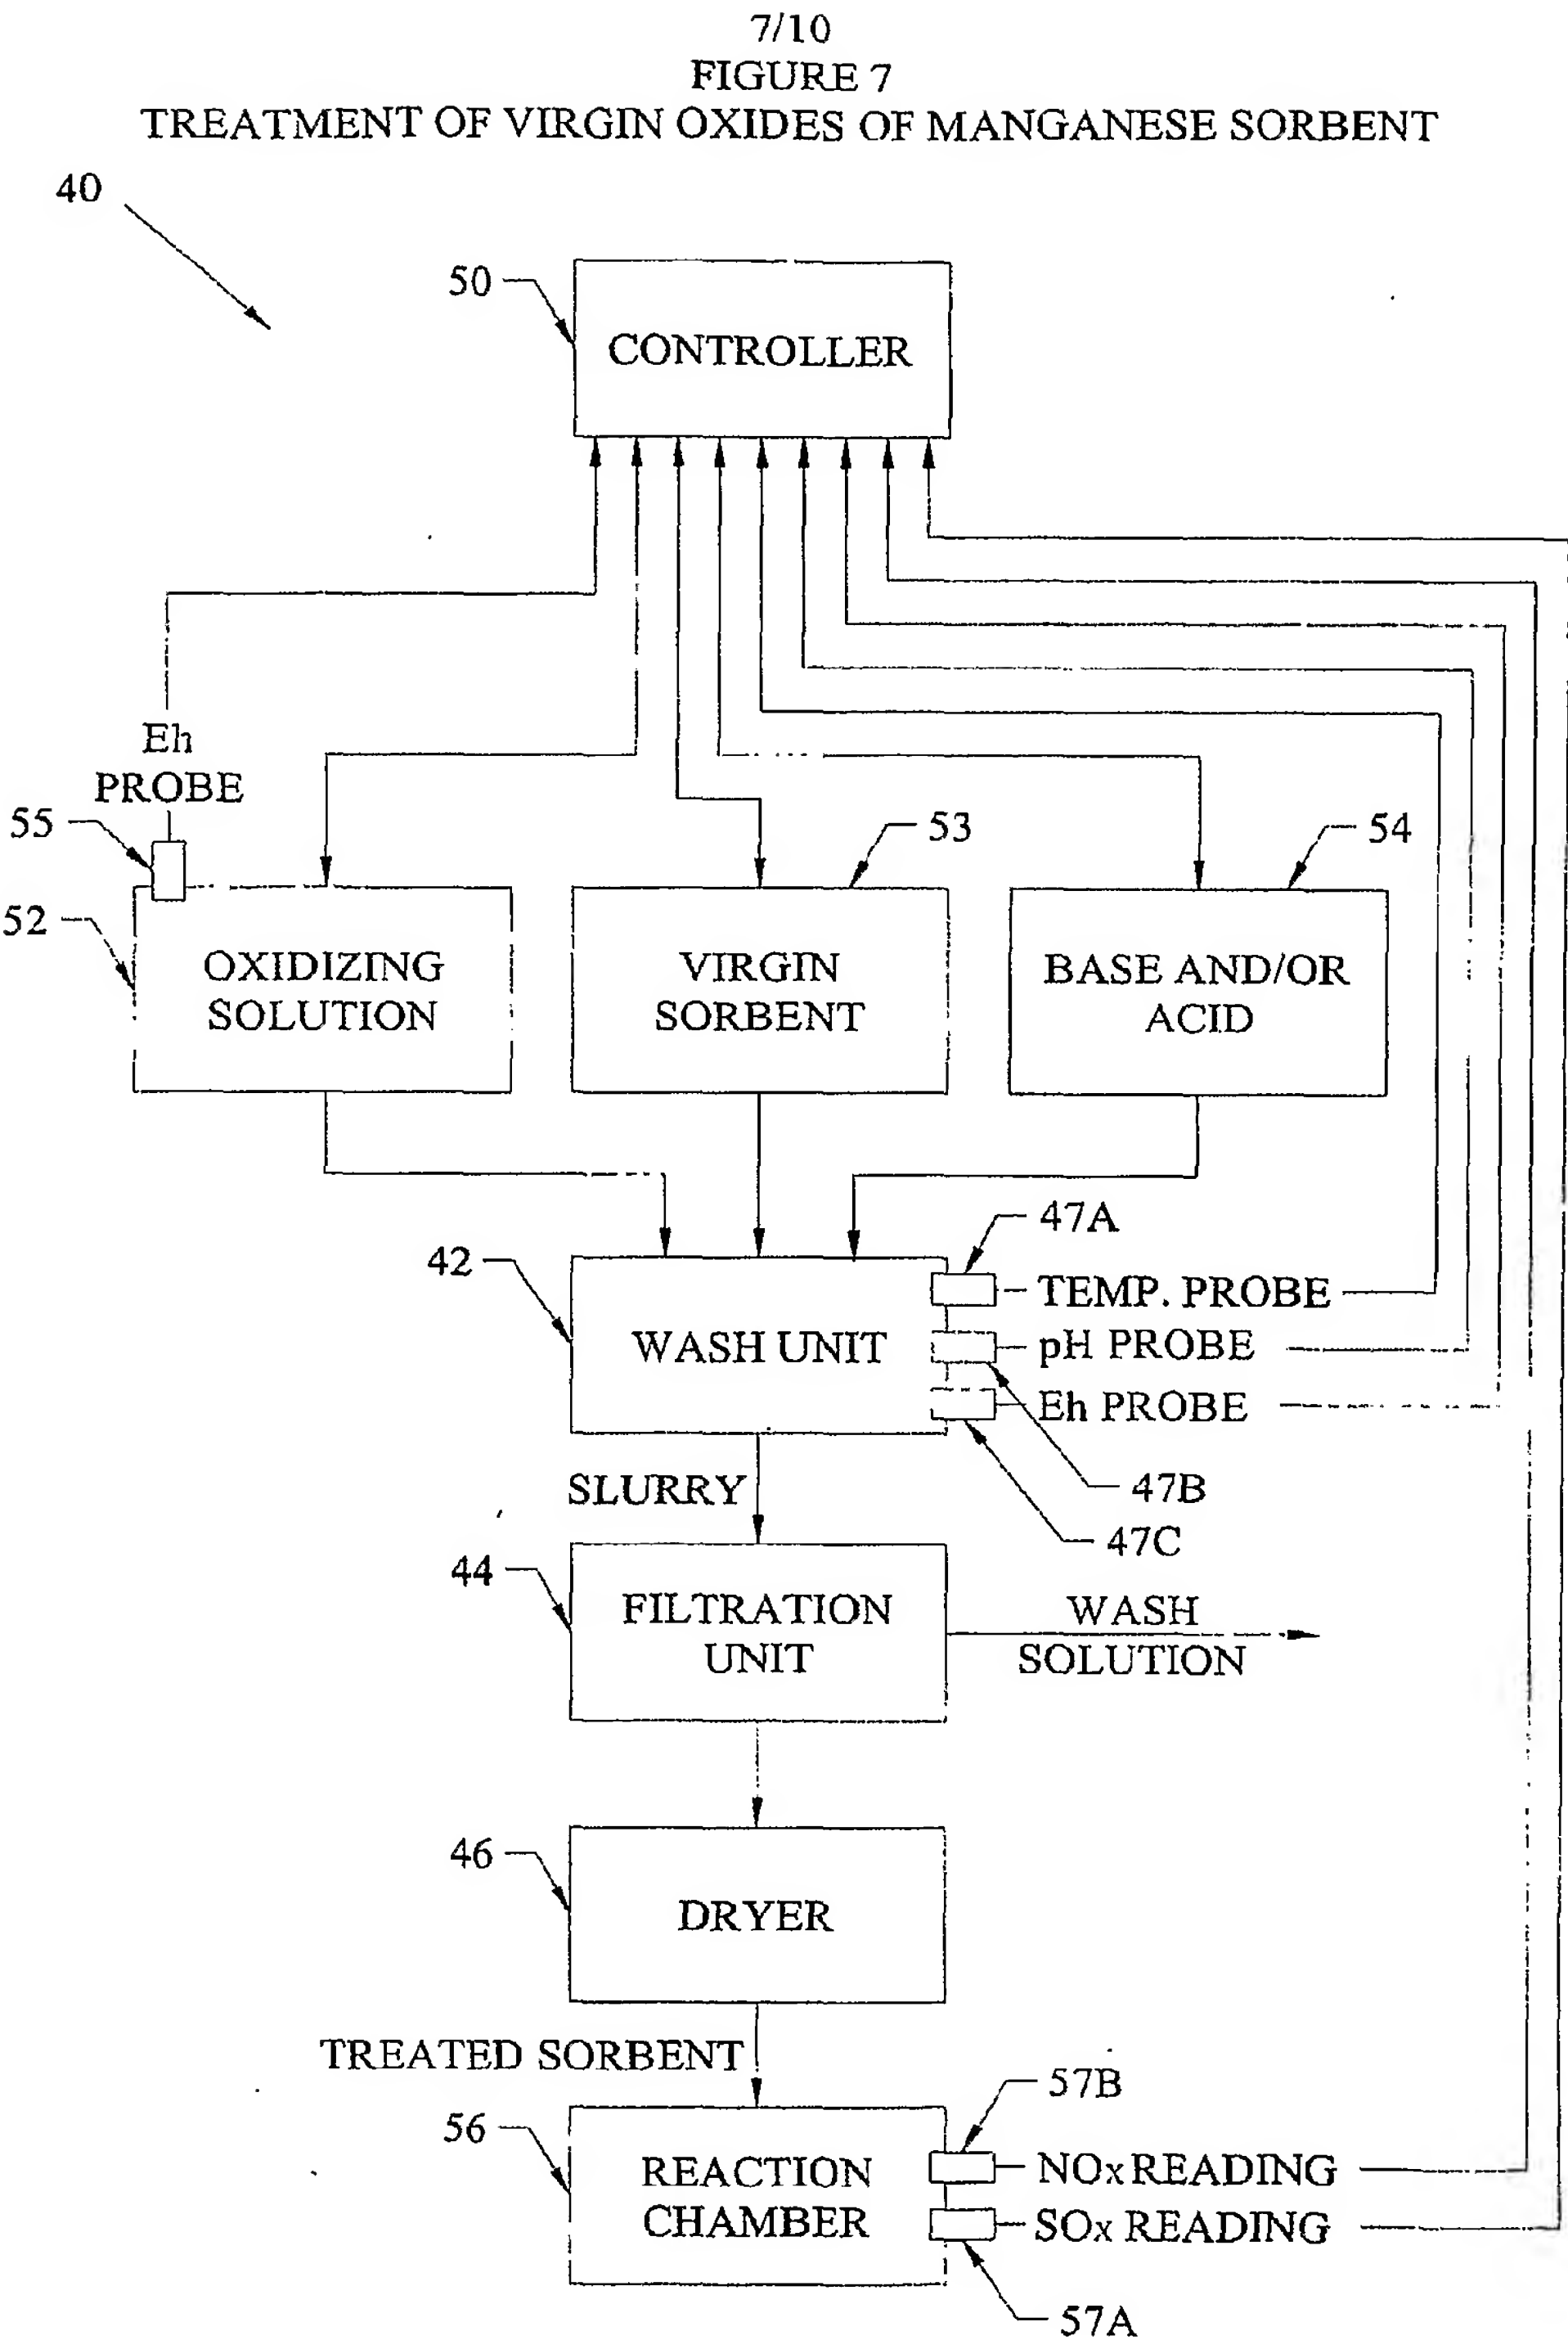 7/10
FIGURE 7
TREATMENT OF VIRGIN OXIDES OF MANGANESE SORBENT
40
50
CONTROLLER
Eh
PROBE
55
53
54
52
OXIDIZING
SOLUTION
VIRGIN
SORBENT
BASE AND/OR
ACID
47A
42
TEMP. PROBE
WASH UNIT
pH PROBE
Eh PROBE
SLURRY
47B
47C
44
FILTRATION
UNIT
WASH
SOLUTION
46
DRYER
TREATED SORBENT
57B
56
REACTION
CHAMBER
NOx READING
SOx READING
57A